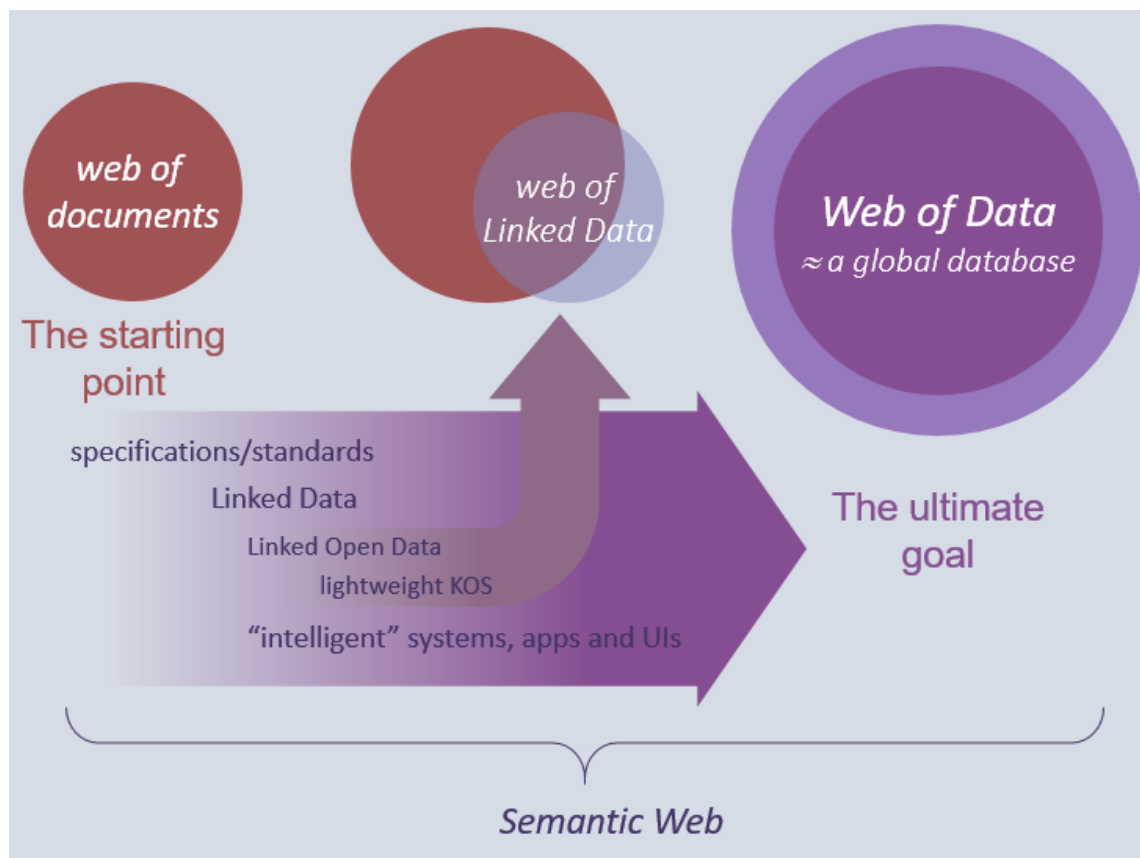 web of
documents
web of
Linked Data
Web of Data
≈ a global database
The starting
point
specifications/standards
Linked Data
Linked Open Data
lightweight KOS
“intelligent” systems, apps and UIs
The ultimate
goal
Semantic Web